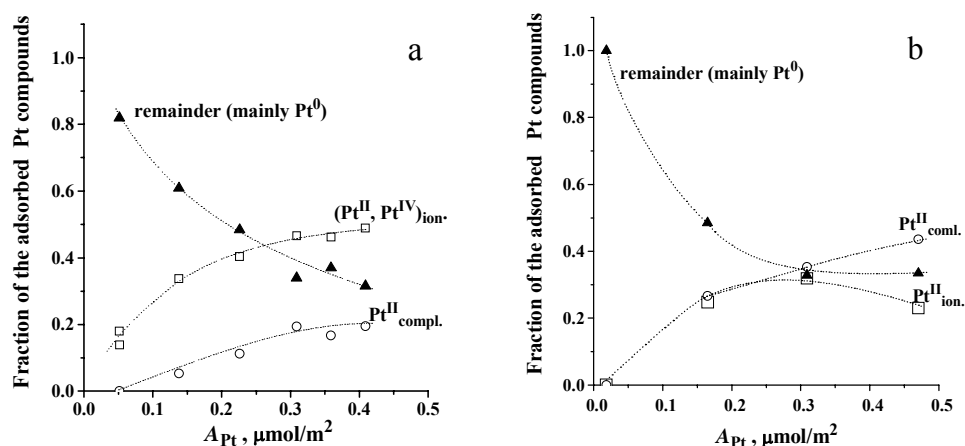 a
1.0
0.8
0.6
0.4
0.2
0.0
Fraction of the adsorbed Pt compounds
remainder (mainly Pt⁰)
(Ptᴵᴵ, Ptᴵⱽ)ion.
Ptᴵᴵcompl.
0.0 0.1 0.2 0.3 0.4 0.5
APt , μmol/m²
b
1.0
0.8
0.6
0.4
0.2
0.0
Fraction of the adsorbed Pt compounds
remainder (mainly Pt⁰)
Ptᴵᴵcoml.
Ptᴵᴵion.
0.0 0.1 0.2 0.3 0.4 0.5
APt , μmol/m²